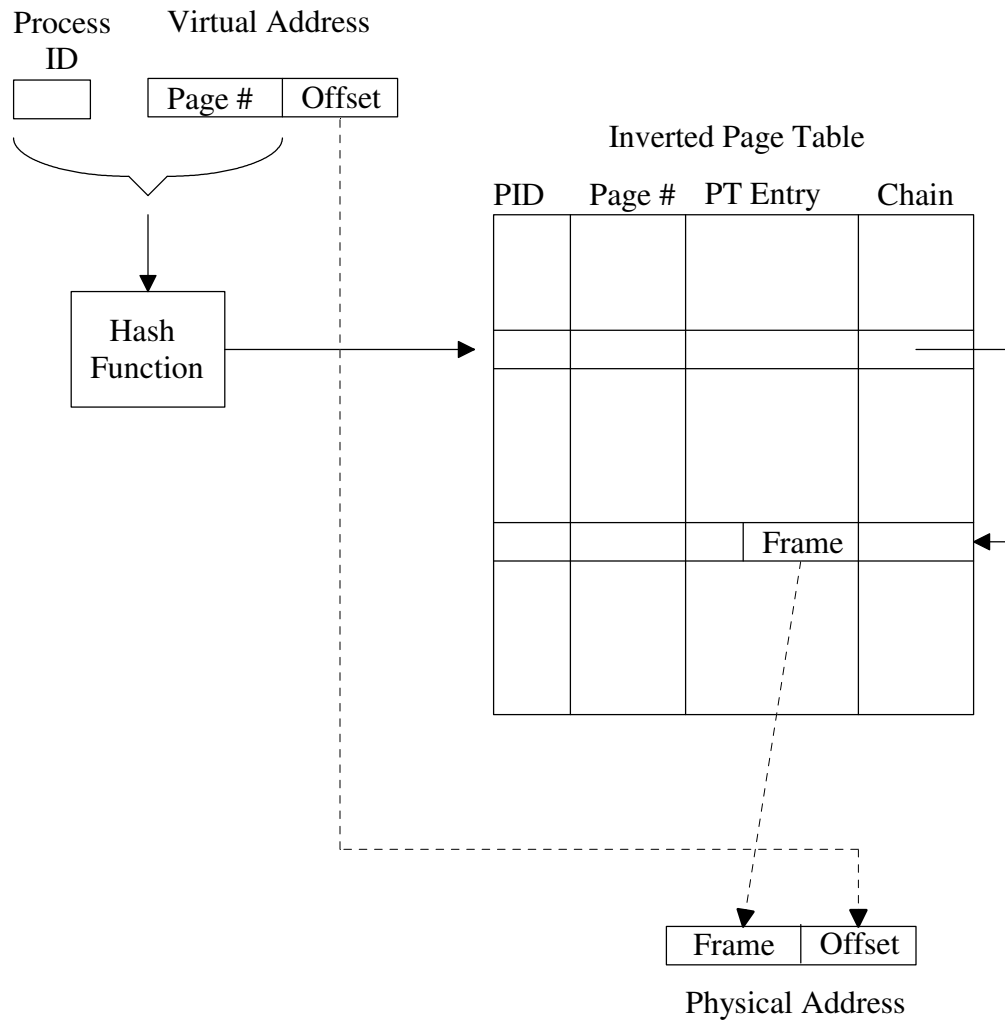 Process
ID
Virtual Address
Page # Offset
Inverted Page Table
PID Page # PT Entry Chain
Hash
Function
Frame
Frame Offset
Physical Address